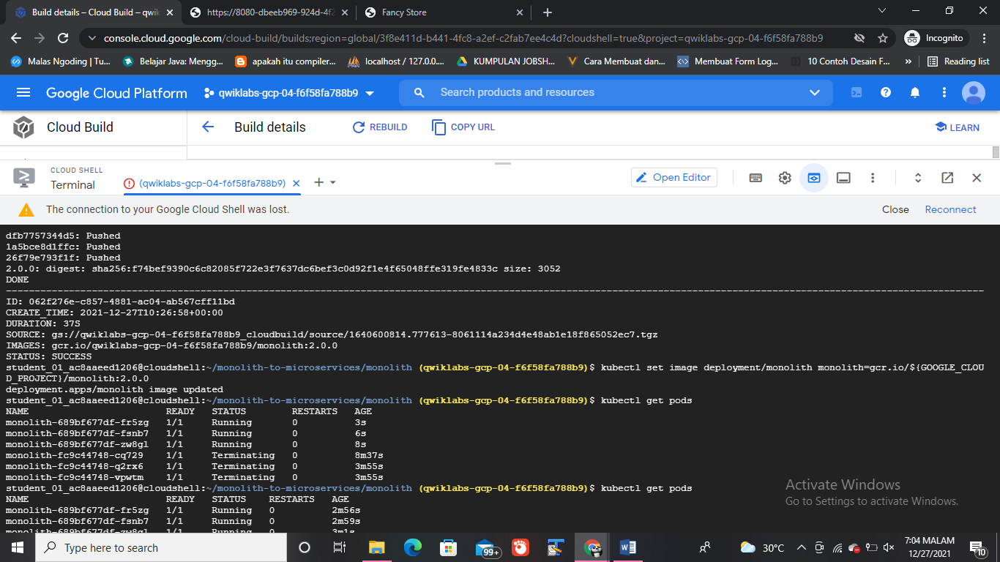 Build details – Cloud Build – qwik
https://8080-dbeeb969-924d-4f2
Fancy Store
console.cloud.google.com/cloud-build/builds;region=global/3f8e411d-b441-4fc8-a2ef-c2fab7ee4c4d?cloudshell=true&project=qwiklabs-gcp-04-f6f58fa788b9
Incognito
Malas Ngoding | Tu...
Belajar Java: Mengg...
apakah itu compiler...
localhost / 127.0.0....
KUMPULAN JOBSH...
Cara Membuat dan...
Membuat Form Log...
10 Contoh Desain F...
»
Reading list
Google Cloud Platform
qwiklabs-gcp-04-f6f58fa788b9
Search products and resources
Cloud Build
Build details
REBUILD
COPY URL
LEARN
CLOUD SHELL
Terminal
(qwiklabs-gcp-04-f6f58fa788b9)
Open Editor
The connection to your Google Cloud Shell was lost.
Close
Reconnect
dfb7757344d5: Pushed
1a5bce8d1ffc: Pushed
26f79e793f1f: Pushed
2.0.0: digest: sha256:f74bef9390c6c82085f722e3f7637dc6bef3c0d92f1e4f65048ffe319fe4833c size: 3052
DONE
ID: 062f276e-c857-4881-ac04-ab567cff11bd
CREATE_TIME: 2021-12-27T10:26:58+00:00
DURATION: 37S
SOURCE: gs://qwiklabs-gcp-04-f6f58fa788b9_cloudbuild/source/1640600814.777613-8061114a234d4e48ab1e18f865052ec7.tgz
IMAGES: gcr.io/qwiklabs-gcp-04-f6f58fa788b9/monolith:2.0.0
STATUS: SUCCESS
student_01_ac8aaeed1206@cloudshell:~/monolith-to-microservices/monolith (qwiklabs-gcp-04-f6f58fa788b9)$ kubectl set image deployment/monolith monolith=gcr.io/${GOOGLE_CLOU
D_PROJECT}/monolith:2.0.0
deployment.apps/monolith image updated
student_01_ac8aaeed1206@cloudshell:~/monolith-to-microservices/monolith (qwiklabs-gcp-04-f6f58fa788b9)$ kubectl get pods
NAME READY STATUS RESTARTS AGE
monolith-689bf677df-fr5zg 1/1 Running 0 3s
monolith-689bf677df-fsnb7 1/1 Running 0 6s
monolith-689bf677df-zw8gl 1/1 Running 0 8s
monolith-fc9c44748-cq729 1/1 Terminating 0 8m37s
monolith-fc9c44748-q2rx6 1/1 Terminating 0 3m55s
monolith-fc9c44748-vpwtm 1/1 Terminating 0 3m55s
student_01_ac8aaeed1206@cloudshell:~/monolith-to-microservices/monolith (qwiklabs-gcp-04-f6f58fa788b9)$ kubectl get pods
NAME READY STATUS RESTARTS AGE
monolith-689bf677df-fr5zg 1/1 Running 0 2m56s
monolith-689bf677df-fsnb7 1/1 Running 0 2m59s
monolith-689bf677df-zw8gl 1/1 Running 0 3m1s
Activate Windows
Go to Settings to activate Windows.
Type here to search
99+
30°C
7:04 MALAM
12/27/2021
10